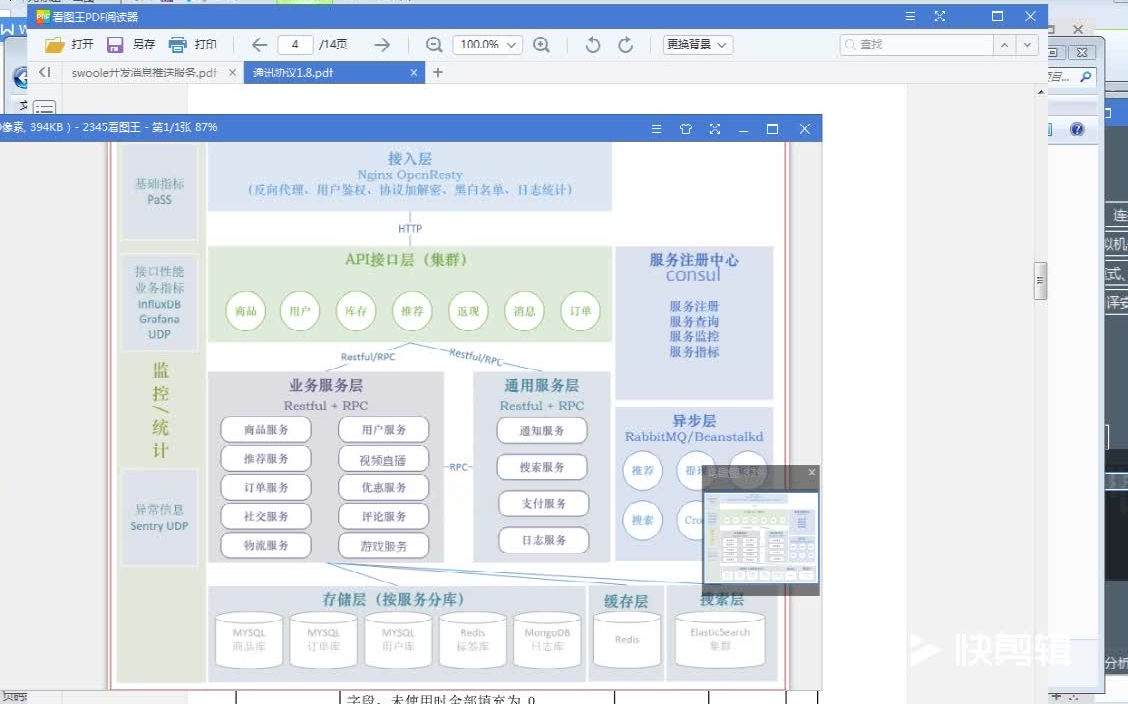 看图王PDF阅读器
打开
另存
打印
4
/14页
100.0%
更换背景
查找
swoole开发消息推送服务.pdf
通讯协议1.8.pdf
像素, 394KB ) - 2345看图王 - 第1/1张 87%
基础指标
PaSS
接口性能
业务指标
InfluxDB
Grafana
UDP
监
控
/
统
计
异常信息
Sentry UDP
接入层
Nginx OpenResty
(反向代理、用户鉴权、协议加解密、黑白名单、日志统计)
HTTP
API接口层（集群）
商品
用户
库存
推荐
返现
消息
订单
Restful/RPC
Restful/RPC
业务服务层
Restful + RPC
商品服务
用户服务
推荐服务
视频直播
订单服务
优惠服务
社交服务
评论服务
物流服务
游戏服务
RPC
通用服务层
Restful + RPC
通知服务
搜索服务
支付服务
日志服务
服务注册中心
consul
服务注册
服务查询
服务监控
服务指标
异步层
RabbitMQ/Beanstalkd
推荐
搜索
存储层（按服务分库）
MYSQL
商品库
MYSQL
订单库
MYSQL
用户库
Redis
标签库
MongoDB
日志库
缓存层
Redis
搜索层
ElasticSearch
集群
字段，未使用时全部填充为 0
快剪辑